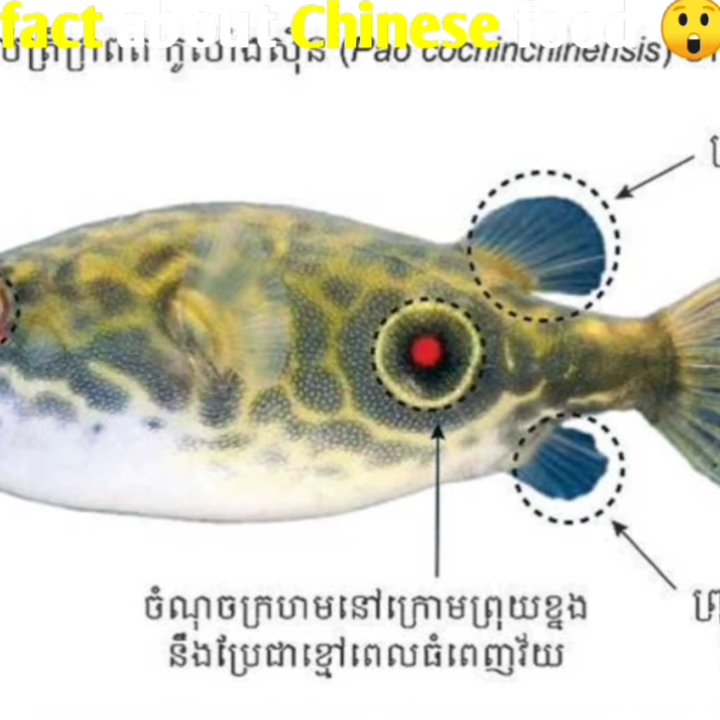 fact about Chinese food 😲
(Pao cochinchinensis)
ចំណុចក្រហមនៅក្រោមព្រុយខ្នង
នឹងប្រែជាខ្មៅពេលធំពេញវ័យ